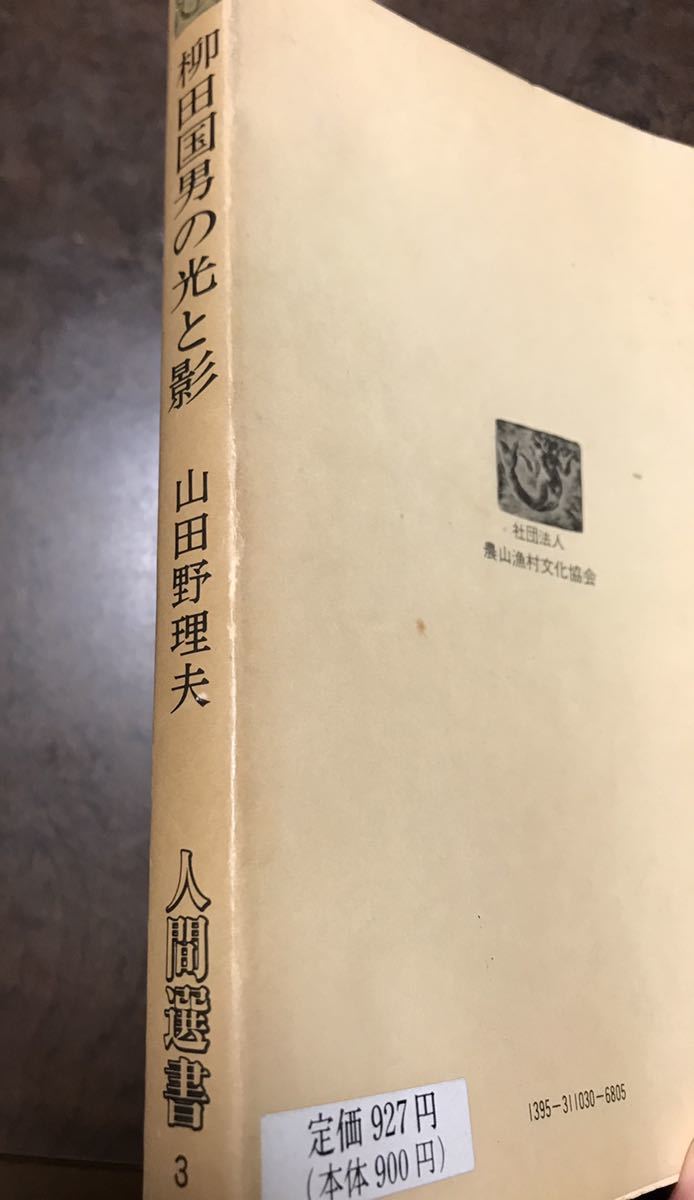 柳田国男の光と影
山田野理夫
人間選書
3
社団法人
農山漁村文化協会
1395-311030-6805
定価927円
(本体900円)